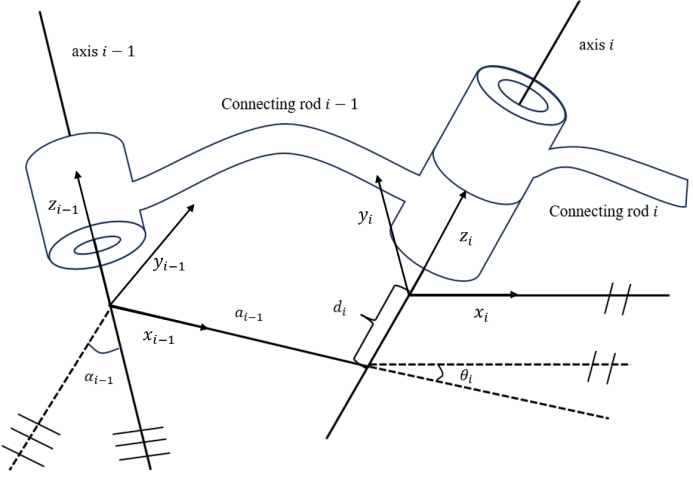 axis i − 1
axis i
Connecting rod i − 1
z_{i−1}
y_i
z_i
Connecting rod i
y_{i−1}
d_i
x_{i−1}
a_{i−1}
x_i
α_{i−1}
θ_i